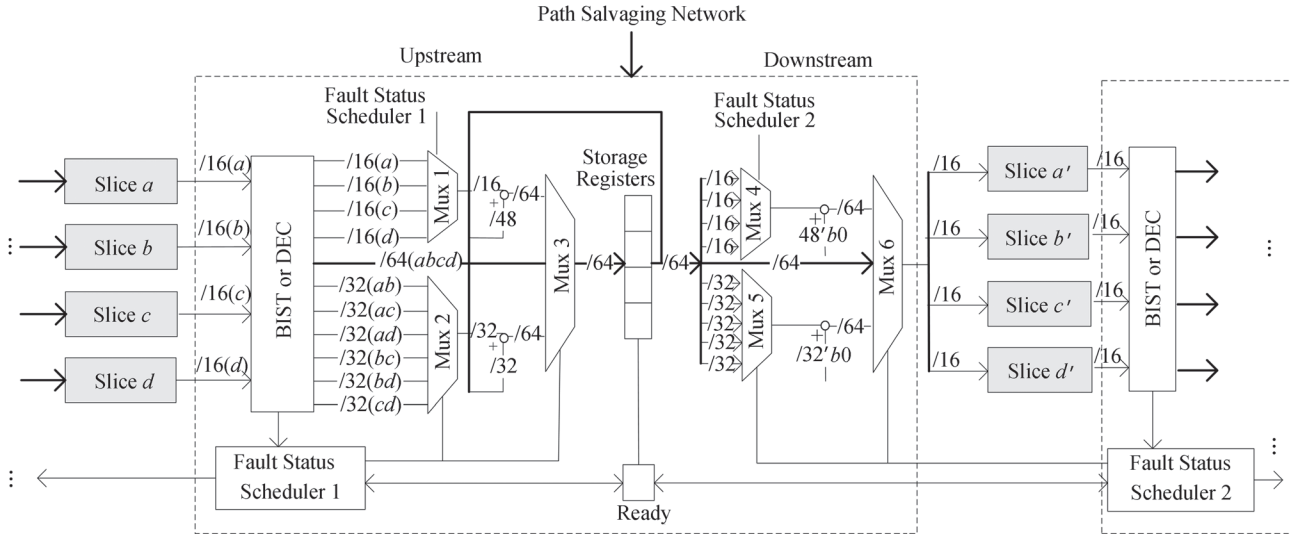 Path Salvaging Network
Upstream
Downstream
Fault Status
Scheduler 1
Fault Status
Scheduler 2
Storage
Registers
Slice a
Slice b
Slice c
Slice d
/16(a)
/16(b)
/16(c)
/16(d)
BIST or DEC
/16(a)
/16(b)
/16(c)
/16(d)
/64(abcd)
/32(ab)
/32(ac)
/32(ad)
/32(bc)
/32(bd)
/32(cd)
Mux 1
Mux 2
/16
+
/48
/64
/32
+
/32
/64
Mux 3
/64
/64
/16
/16
/16
/16
/64
/32
/32
/32
/32
/32
Mux 4
Mux 5
+
48'b0
/64
+
/32'b0
/64
Mux 6
/16
/16
/16
/16
Slice a'
Slice b'
Slice c'
Slice d'
/16
/16
/16
/16
BIST or DEC
Fault Status
Scheduler 1
Ready
Fault Status
Scheduler 2